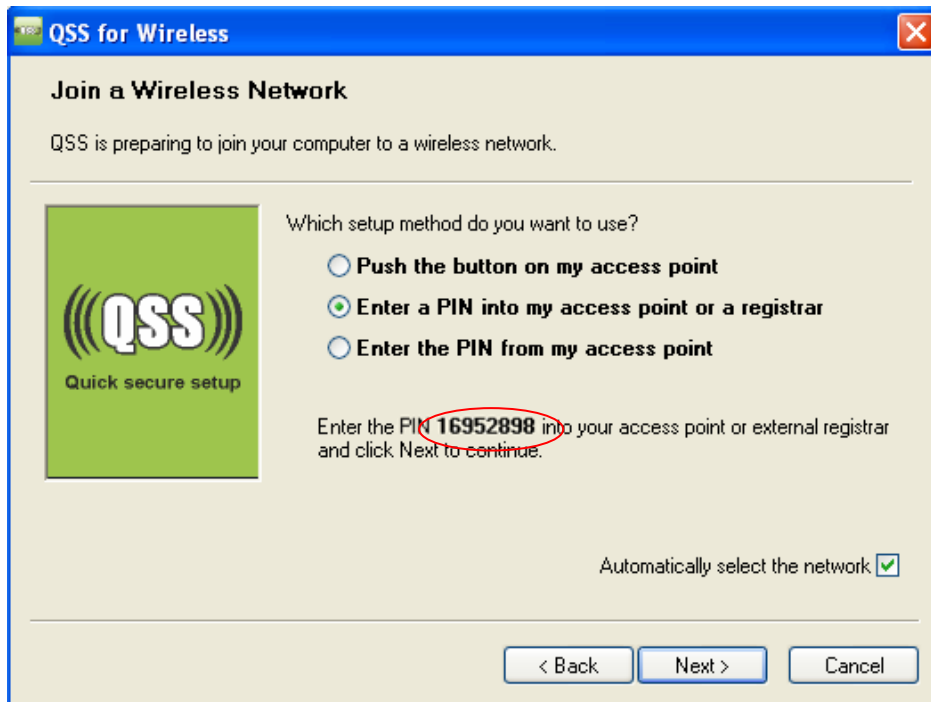 QSS for Wireless
Join a Wireless Network
QSS is preparing to join your computer to a wireless network.
Which setup method do you want to use?
Push the button on my access point
Enter a PIN into my access point or a registrar
Enter the PIN from my access point
(((QSS)))
Quick secure setup
Enter the PIN 16952898 into your access point or external registrar
and click Next to continue.
Automatically select the network
< Back
Next >
Cancel